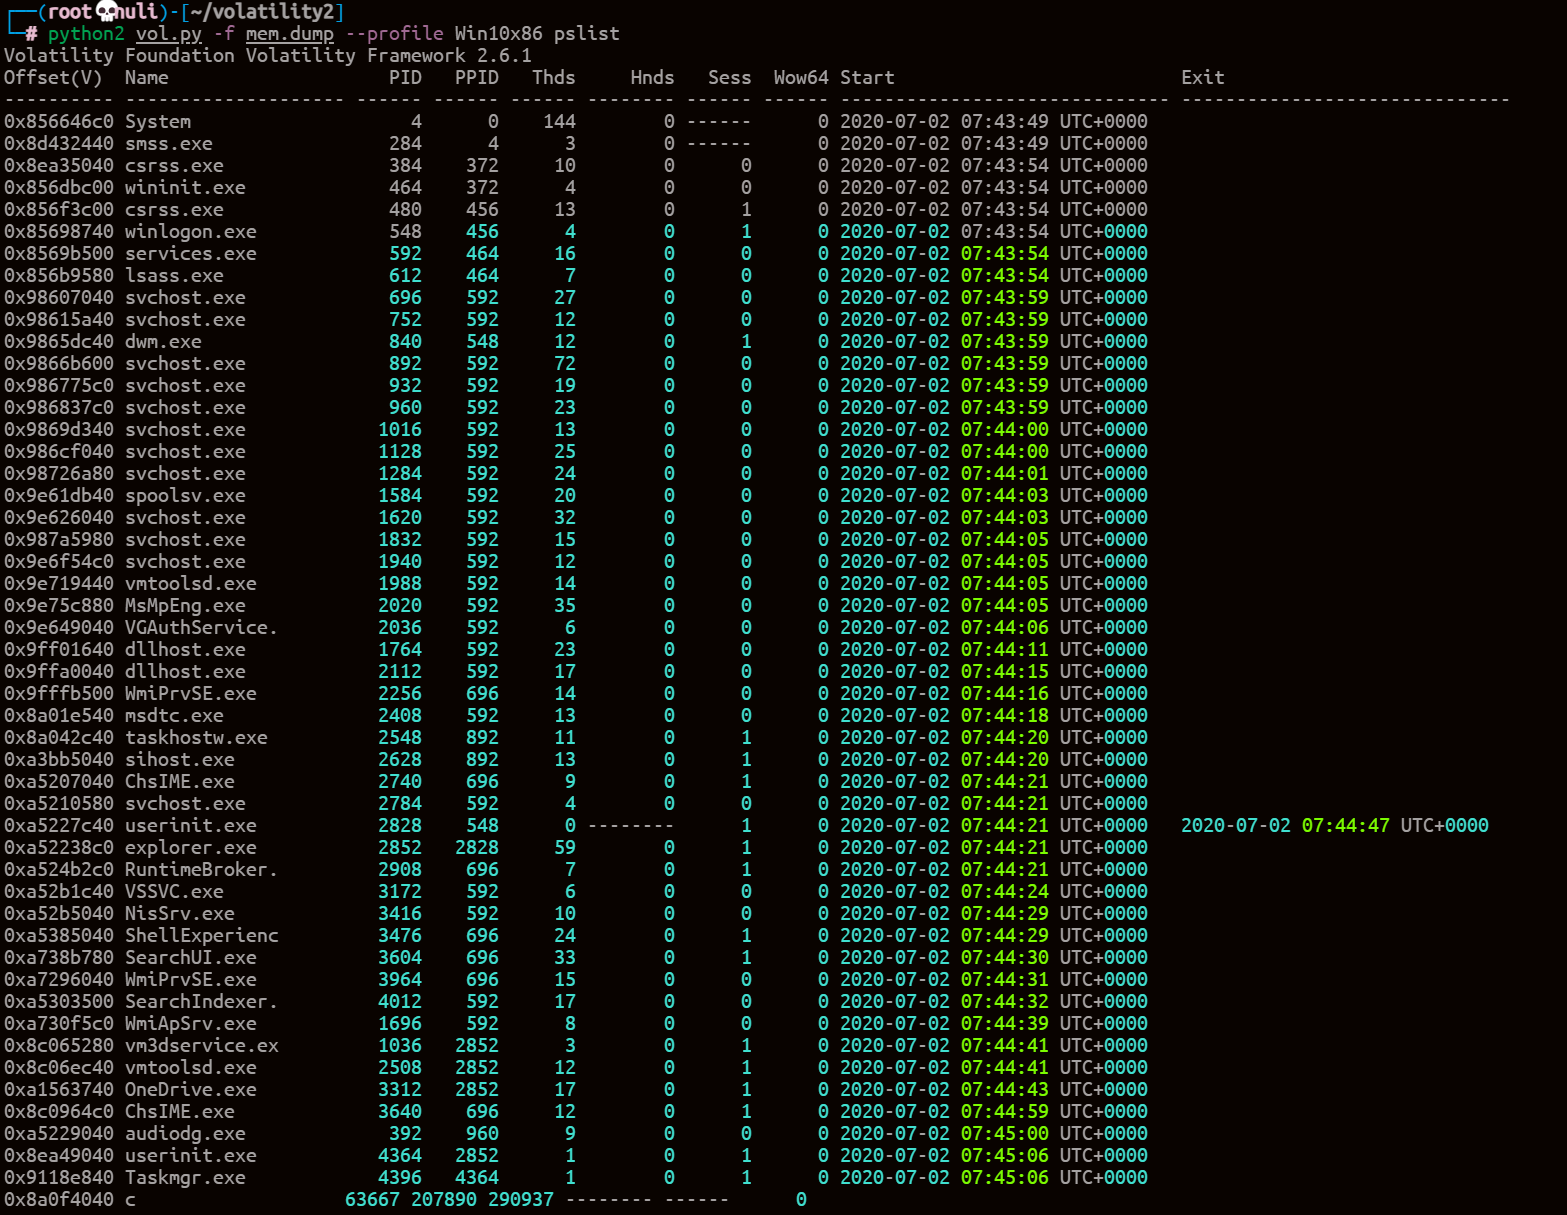 ┌──(root💀nuli)-[~/volatility2]
└─# python2 vol.py -f mem.dump --profile Win10x86 pslist
Volatility Foundation Volatility Framework 2.6.1
Offset(V)  Name                    PID   PPID   Thds     Hnds   Sess  Wow64 Start                          Exit
---------- -------------------- ------ ------ ------ -------- ------ ------ ------------------------------ ------------------------------
0x856646c0 System                    4      0    144        0 ------      0 2020-07-02 07:43:49 UTC+0000
0x8d432440 smss.exe                284      4      3        0 ------      0 2020-07-02 07:43:49 UTC+0000
0x8ea35040 csrss.exe               384    372     10        0      0      0 2020-07-02 07:43:54 UTC+0000
0x856dbc00 wininit.exe             464    372      4        0      0      0 2020-07-02 07:43:54 UTC+0000
0x856f3c00 csrss.exe               480    456     13        0      1      0 2020-07-02 07:43:54 UTC+0000
0x85698740 winlogon.exe            548    456      4        0      1      0 2020-07-02 07:43:54 UTC+0000
0x8569b500 services.exe            592    464     16        0      0      0 2020-07-02 07:43:54 UTC+0000
0x856b9580 lsass.exe               612    464      7        0      0      0 2020-07-02 07:43:54 UTC+0000
0x98607040 svchost.exe             696    592     27        0      0      0 2020-07-02 07:43:59 UTC+0000
0x98615a40 svchost.exe             752    592     12        0      0      0 2020-07-02 07:43:59 UTC+0000
0x9865dc40 dwm.exe                 840    548     12        0      1      0 2020-07-02 07:43:59 UTC+0000
0x9866b600 svchost.exe             892    592     72        0      0      0 2020-07-02 07:43:59 UTC+0000
0x986775c0 svchost.exe             932    592     19        0      0      0 2020-07-02 07:43:59 UTC+0000
0x986837c0 svchost.exe             960    592     23        0      0      0 2020-07-02 07:43:59 UTC+0000
0x9869d340 svchost.exe            1016    592     13        0      0      0 2020-07-02 07:44:00 UTC+0000
0x986cf040 svchost.exe            1128    592     25        0      0      0 2020-07-02 07:44:00 UTC+0000
0x98726a80 svchost.exe            1284    592     24        0      0      0 2020-07-02 07:44:01 UTC+0000
0x9e61db40 spoolsv.exe            1584    592     20        0      0      0 2020-07-02 07:44:03 UTC+0000
0x9e626040 svchost.exe            1620    592     32        0      0      0 2020-07-02 07:44:03 UTC+0000
0x987a5980 svchost.exe            1832    592     15        0      0      0 2020-07-02 07:44:05 UTC+0000
0x9e6f54c0 svchost.exe            1940    592     12        0      0      0 2020-07-02 07:44:05 UTC+0000
0x9e719440 vmtoolsd.exe           1988    592     14        0      0      0 2020-07-02 07:44:05 UTC+0000
0x9e75c880 MsMpEng.exe            2020    592     35        0      0      0 2020-07-02 07:44:05 UTC+0000
0x9e649040 VGAuthService.         2036    592      6        0      0      0 2020-07-02 07:44:06 UTC+0000
0x9ff01640 dllhost.exe            1764    592     23        0      0      0 2020-07-02 07:44:11 UTC+0000
0x9ffa0040 dllhost.exe            2112    592     17        0      0      0 2020-07-02 07:44:15 UTC+0000
0x9fffb500 WmiPrvSE.exe           2256    696     14        0      0      0 2020-07-02 07:44:16 UTC+0000
0x8a01e540 msdtc.exe              2408    592     13        0      0      0 2020-07-02 07:44:18 UTC+0000
0x8a042c40 taskhostw.exe          2548    892     11        0      1      0 2020-07-02 07:44:20 UTC+0000
0xa3bb5040 sihost.exe             2628    892     13        0      1      0 2020-07-02 07:44:20 UTC+0000
0xa5207040 ChsIME.exe             2740    696      9        0      1      0 2020-07-02 07:44:21 UTC+0000
0xa5210580 svchost.exe            2784    592      4        0      0      0 2020-07-02 07:44:21 UTC+0000
0xa5227c40 userinit.exe           2828    548      0 --------      1      0 2020-07-02 07:44:21 UTC+0000   2020-07-02 07:44:47 UTC+0000
0xa52238c0 explorer.exe           2852   2828     59        0      1      0 2020-07-02 07:44:21 UTC+0000
0xa524b2c0 RuntimeBroker.         2908    696      7        0      1      0 2020-07-02 07:44:21 UTC+0000
0xa52b1c40 VSSVC.exe              3172    592      6        0      0      0 2020-07-02 07:44:24 UTC+0000
0xa52b5040 NisSrv.exe             3416    592     10        0      0      0 2020-07-02 07:44:29 UTC+0000
0xa5385040 ShellExperienc         3476    696     24        0      1      0 2020-07-02 07:44:29 UTC+0000
0xa738b780 SearchUI.exe           3604    696     33        0      1      0 2020-07-02 07:44:30 UTC+0000
0xa7296040 WmiPrvSE.exe           3964    696     15        0      0      0 2020-07-02 07:44:31 UTC+0000
0xa5303500 SearchIndexer.         4012    592     17        0      0      0 2020-07-02 07:44:32 UTC+0000
0xa730f5c0 WmiApSrv.exe           1696    592      8        0      0      0 2020-07-02 07:44:39 UTC+0000
0x8c065280 vm3dservice.ex         1036   2852      3        0      1      0 2020-07-02 07:44:41 UTC+0000
0x8c06ec40 vmtoolsd.exe           2508   2852     12        0      1      0 2020-07-02 07:44:41 UTC+0000
0xa1563740 OneDrive.exe           3312   2852     17        0      1      0 2020-07-02 07:44:43 UTC+0000
0x8c0964c0 ChsIME.exe             3640    696     12        0      1      0 2020-07-02 07:44:59 UTC+0000
0xa5229040 audiodg.exe             392    960      9        0      0      0 2020-07-02 07:45:00 UTC+0000
0x8ea49040 userinit.exe           4364   2852      1        0      1      0 2020-07-02 07:45:06 UTC+0000
0x9118e840 Taskmgr.exe            4396   4364      1        0      1      0 2020-07-02 07:45:06 UTC+0000
0x8a0f4040 c                   63667 207890 290937 -------- ------      0